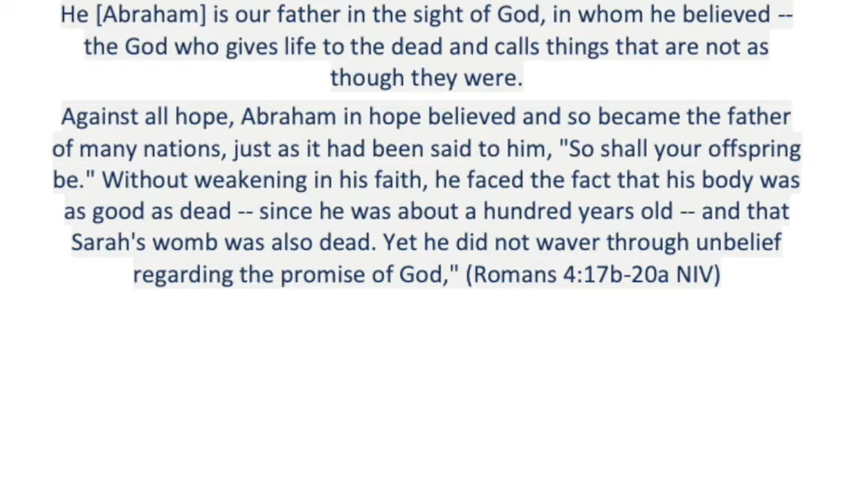 He [Abraham] is our father in the sight of God, in whom he believed --
the God who gives life to the dead and calls things that are not as
though they were.
Against all hope, Abraham in hope believed and so became the father
of many nations, just as it had been said to him, "So shall your offspring
be." Without weakening in his faith, he faced the fact that his body was
as good as dead -- since he was about a hundred years old -- and that
Sarah's womb was also dead. Yet he did not waver through unbelief
regarding the promise of God," (Romans 4:17b-20a NIV)